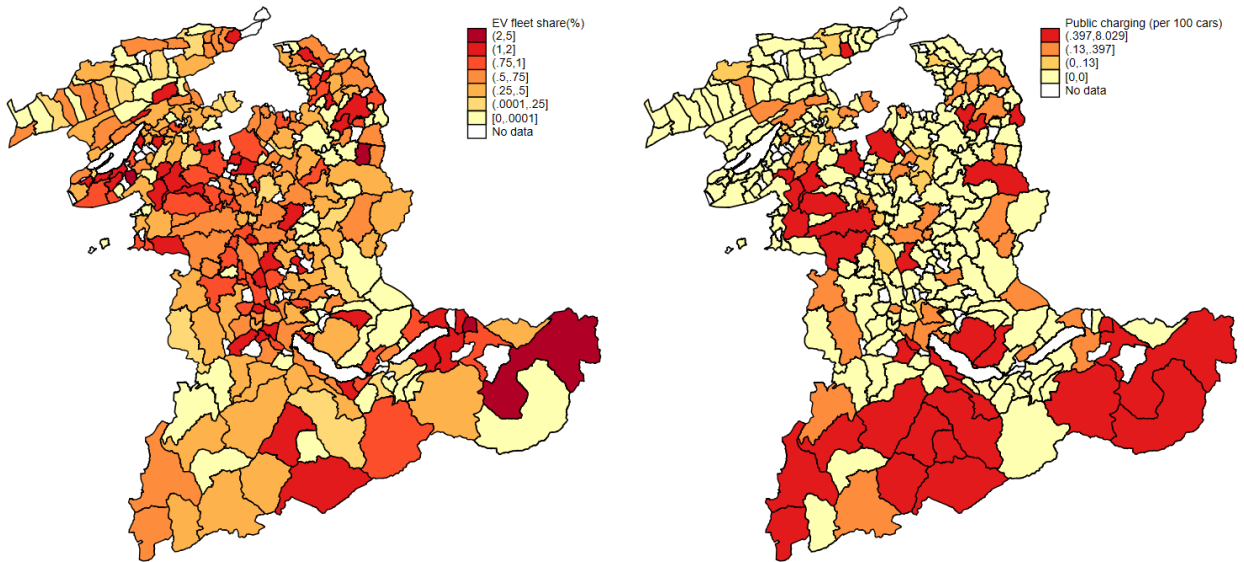 EV fleet share(%)
(2,5]
(1,2]
(.75,1]
(.5,.75]
(.25,.5]
(.0001,.25]
[0,.0001]
No data
Public charging (per 100 cars)
(.397,8.029]
(.13,.397]
(0,.13]
[0,0]
No data